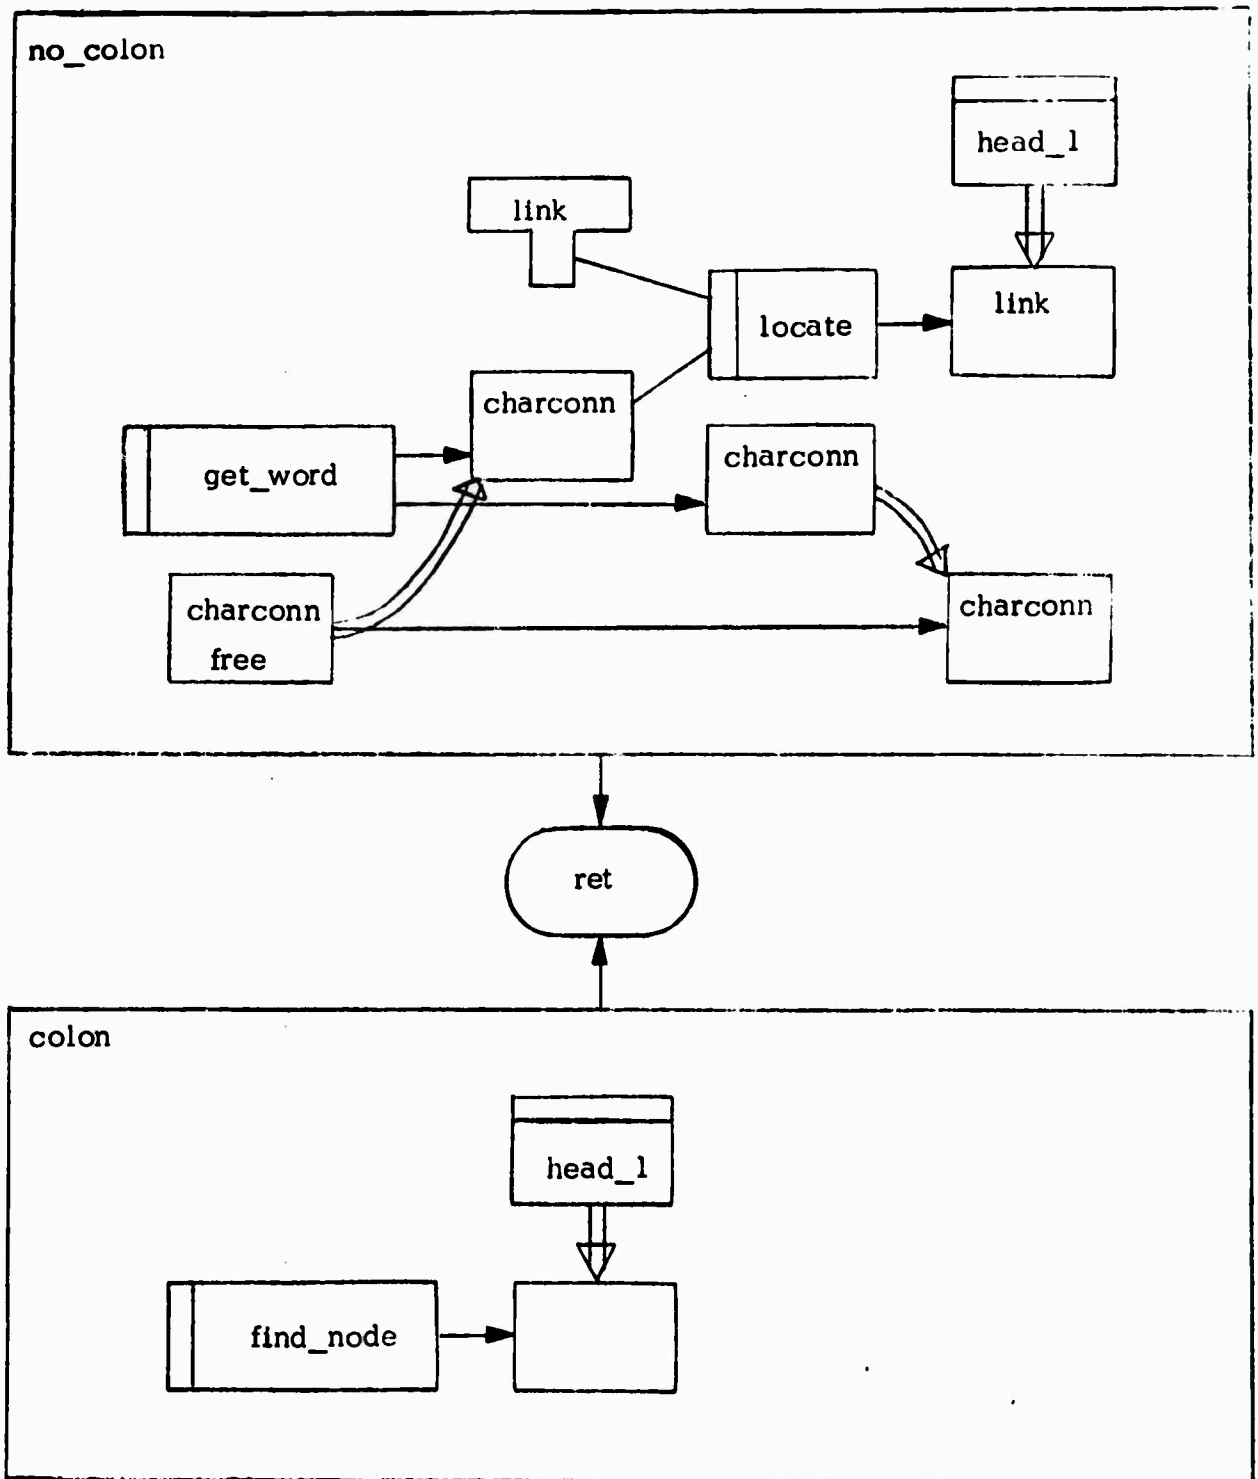 no_colon
head_1
link
link
locate
charconn
charconn
get_word
charconn
free
charconn
ret
colon
head_1
find_node